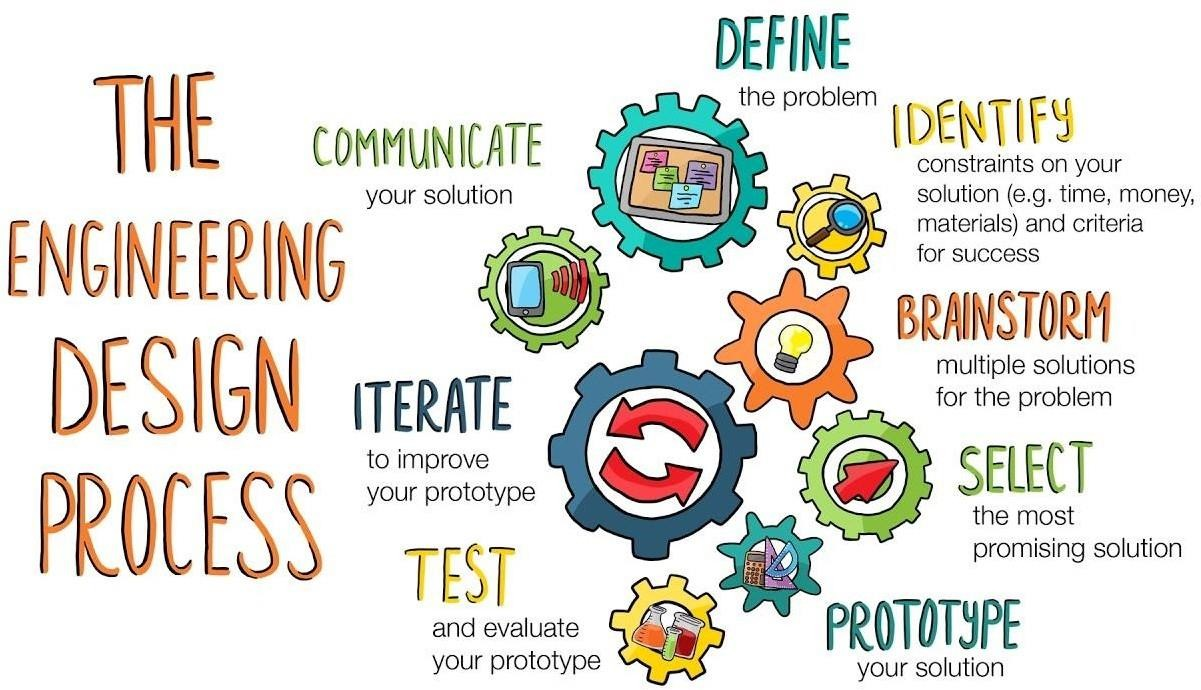 THE
ENGINEERING
DESIGN
PROCESS
DEFINE
the problem
IDENTIFY
constraints on your
solution (e.g. time, money,
materials) and criteria
for success
BRAINSTORM
multiple solutions
for the problem
SELECT
the most
promising solution
PROTOTYPE
your solution
TEST
and evaluate
your prototype
ITERATE
to improve
your prototype
COMMUNICATE
your solution